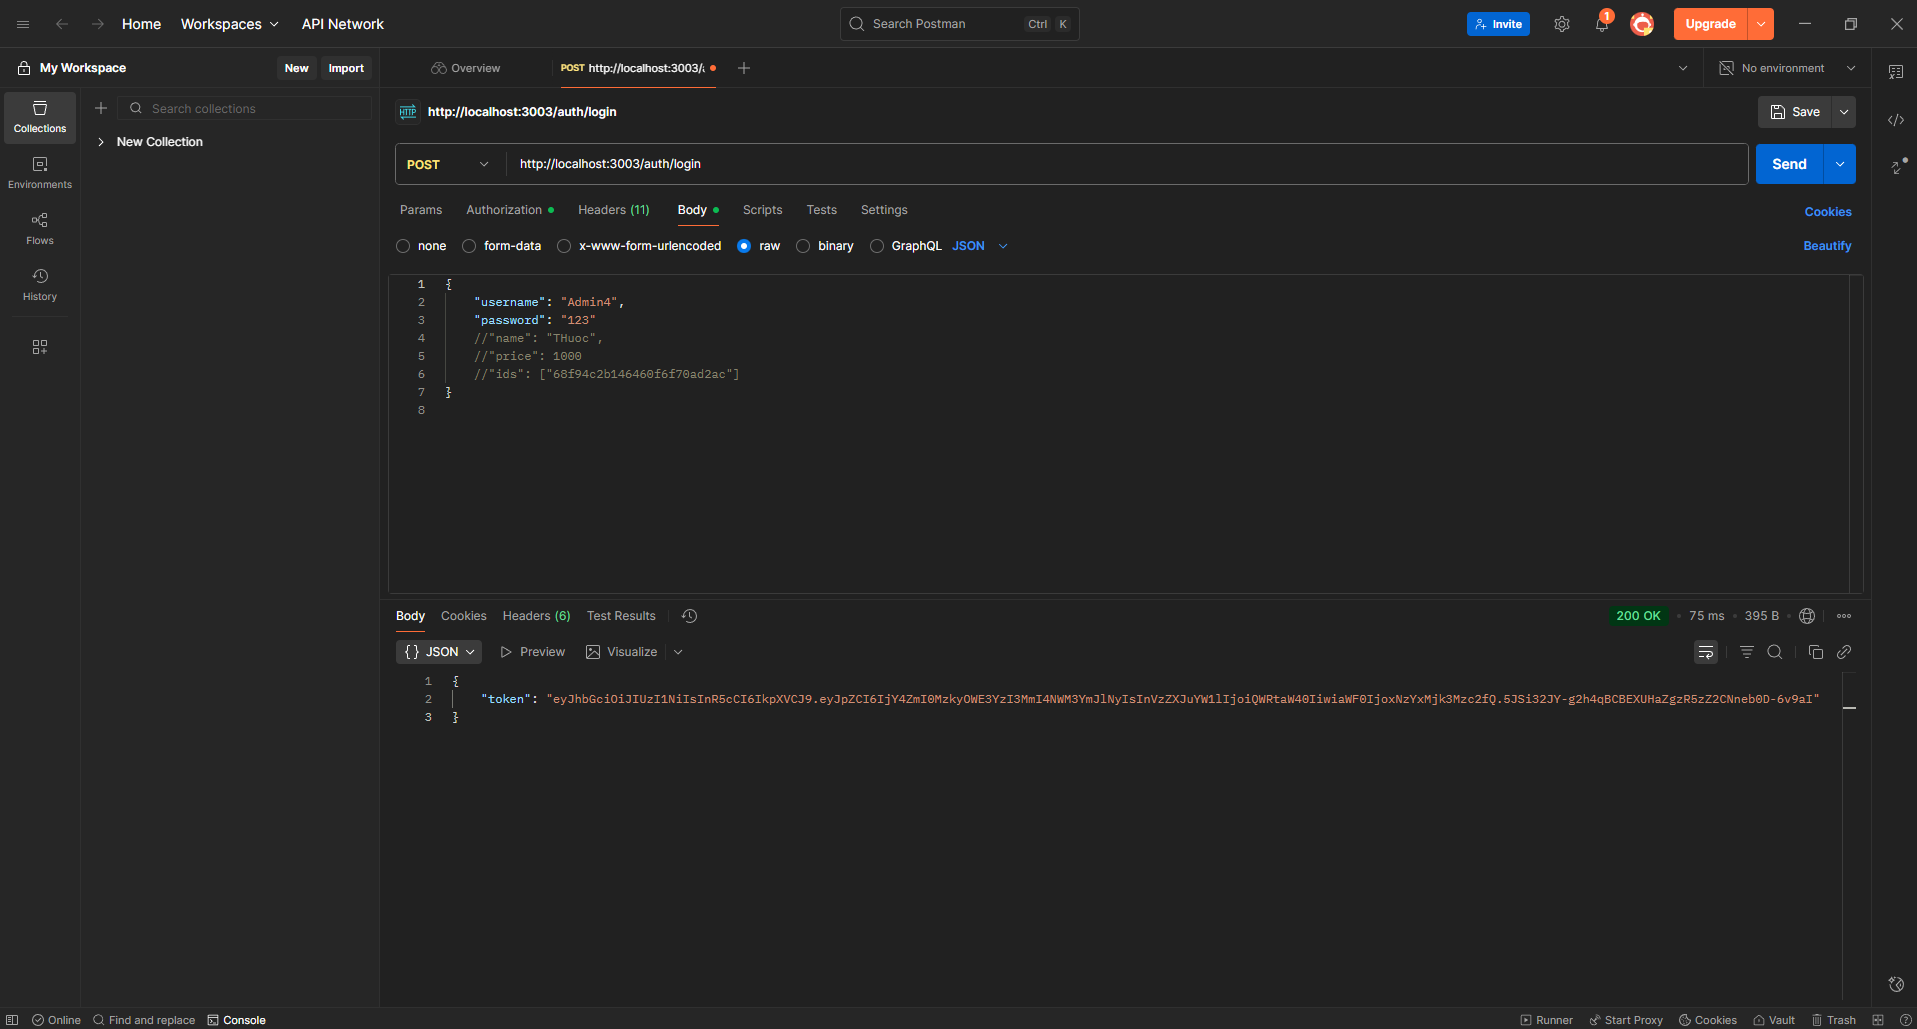 Home Workspaces API Network Search Postman Ctrl K Invite 1 Upgrade
My Workspace New Import Overview POST http://localhost:3003/a No environment
Collections
Environments
Flows
History
Search collections
New Collection
HTTP http://localhost:3003/auth/login Save
POST http://localhost:3003/auth/login Send
Params Authorization Headers (11) Body Scripts Tests Settings Cookies
none form-data x-www-form-urlencoded raw binary GraphQL JSON Beautify
1 {
2 "username": "Admin4",
3 "password": "123"
4 //"name": "THuoc",
5 //"price": 1000
6 //"ids": ["68f94c2b146460f6f70ad2ac"]
7 }
8
Body Cookies Headers (6) Test Results 200 OK 75 ms 395 B
{} JSON Preview Visualize
1 {
2 "token": "eyJhbGciOiJIUzI1NiIsInR5cCI6IkpXVCJ9.eyJpZCI6IjY4ZmI0MzkyOWE3YzI3MmI4NWM3YmJlNyIsInVzZXJuYW1lIjoiQWRtaW40IiwiaWF0IjoxNzYxMjk3Mzc2fQ.5JSi32JY-g2h4qBCBEXUHaZgzR5zZ2CNneb0D-6v9aI"
3 }
Online Find and replace Console Runner Start Proxy Cookies Vault Trash